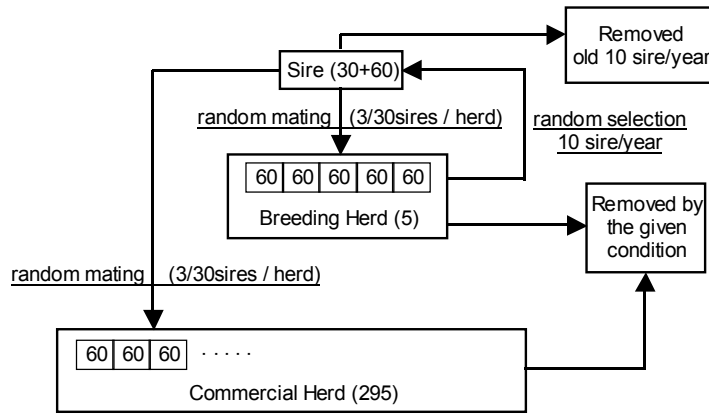 Removed
old 10 sire/year
Sire (30+60)
random mating (3/30sires / herd)
random selection
10 sire/year
60 60 60 60 60
Breeding Herd (5)
Removed by
the given
condition
random mating (3/30sires / herd)
60 60 60 . . . . .
Commercial Herd (295)